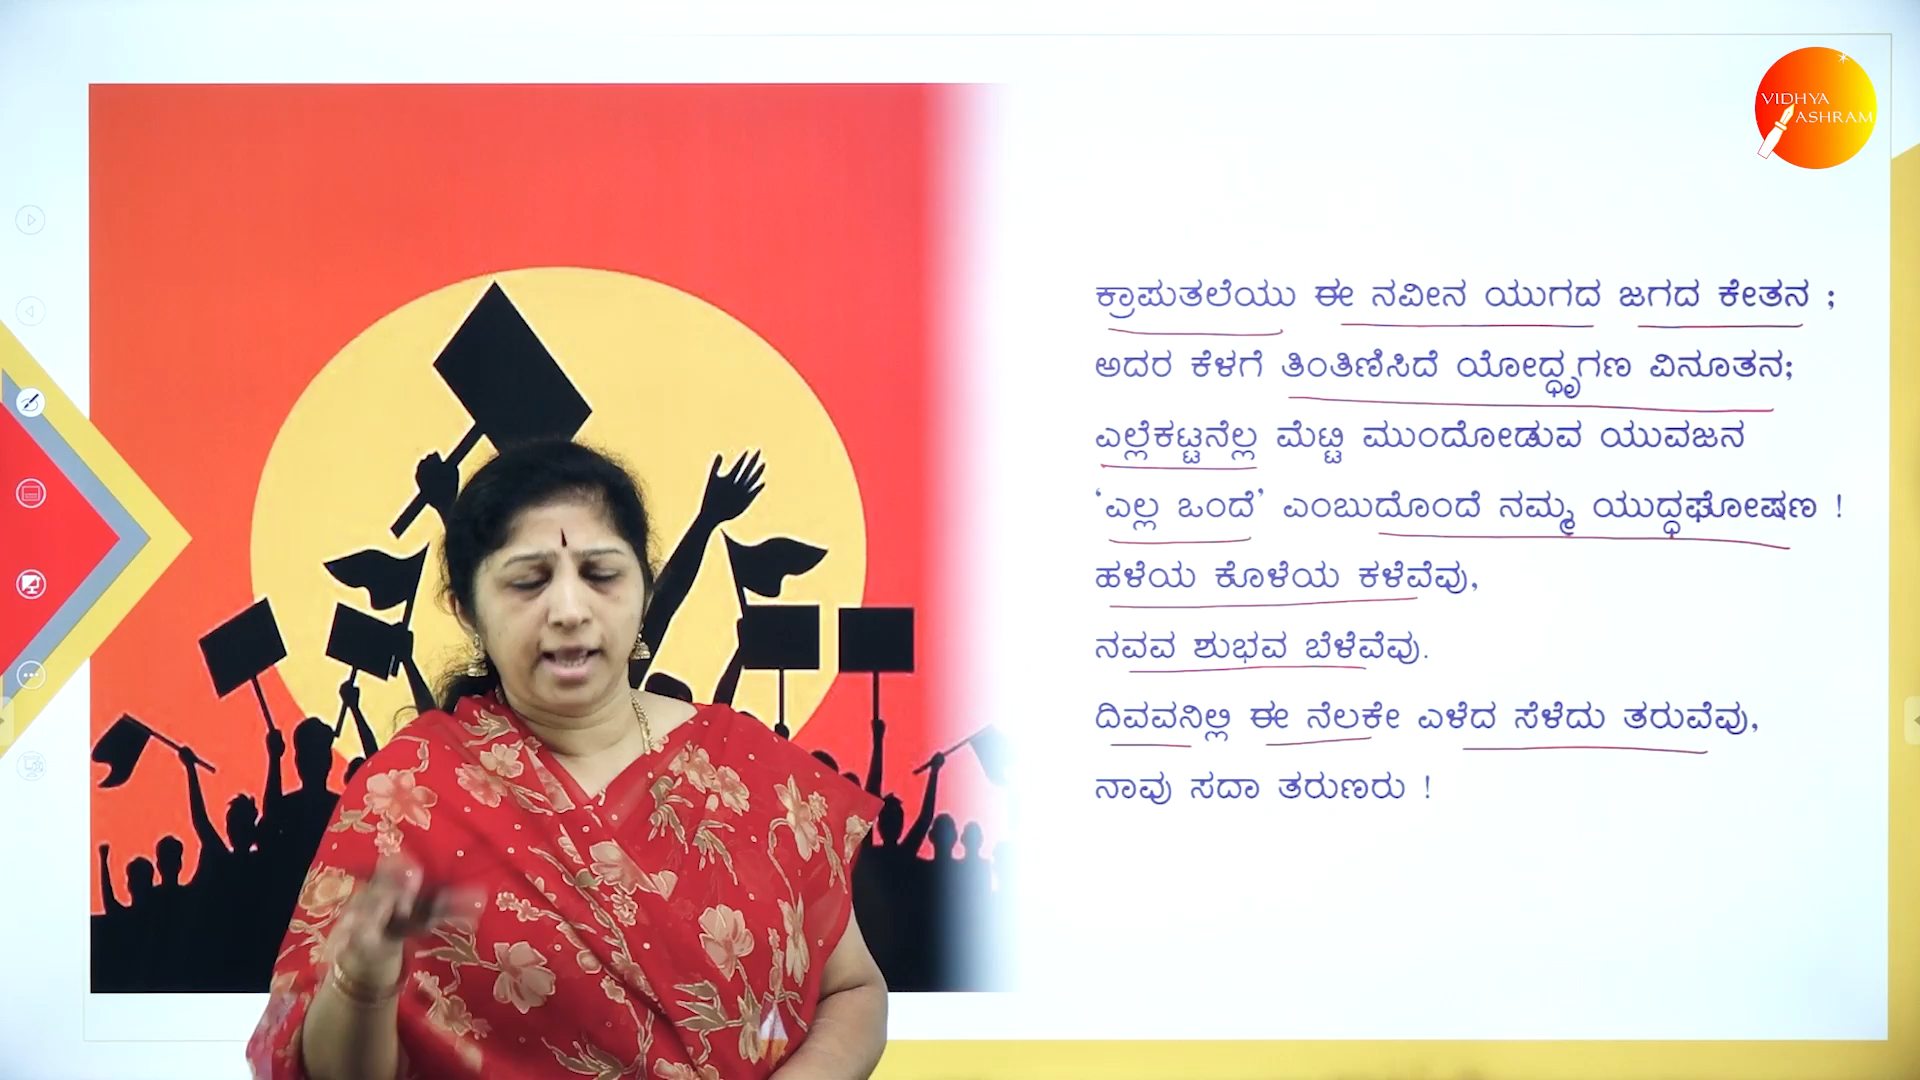 VIDHYA
ASHRAM
ಕ್ರಾಪುತಲೆಯು ಈ ನವೀನ ಯುಗದ ಜಗದ ಕೇತನ ;
ಅದರ ಕೆಳಗೆ ತಿಂತಿಣಿಸಿದೆ ಯೋದ್ಧೃಗಣ ವಿನೂತನ;
ಎಲ್ಲೆಕಟ್ಟನೆಲ್ಲ ಮೆಟ್ಟಿ ಮುಂದೋಡುವ ಯುವಜನ
‘ಎಲ್ಲ ಒಂದೆ’ ಎಂಬುದೊಂದೆ ನಮ್ಮ ಯುದ್ಧಘೋಷಣ !
ಹಳೆಯ ಕೊಳೆಯ ಕಳೆವೆವು,
ನವವ ಶುಭವ ಬೆಳೆವೆವು.
ದಿವವನಿಲ್ಲಿ ಈ ನೆಲಕೇ ಎಳೆದ ಸೆಳೆದು ತರುವೆವು,
ನಾವು ಸದಾ ತರುಣರು !